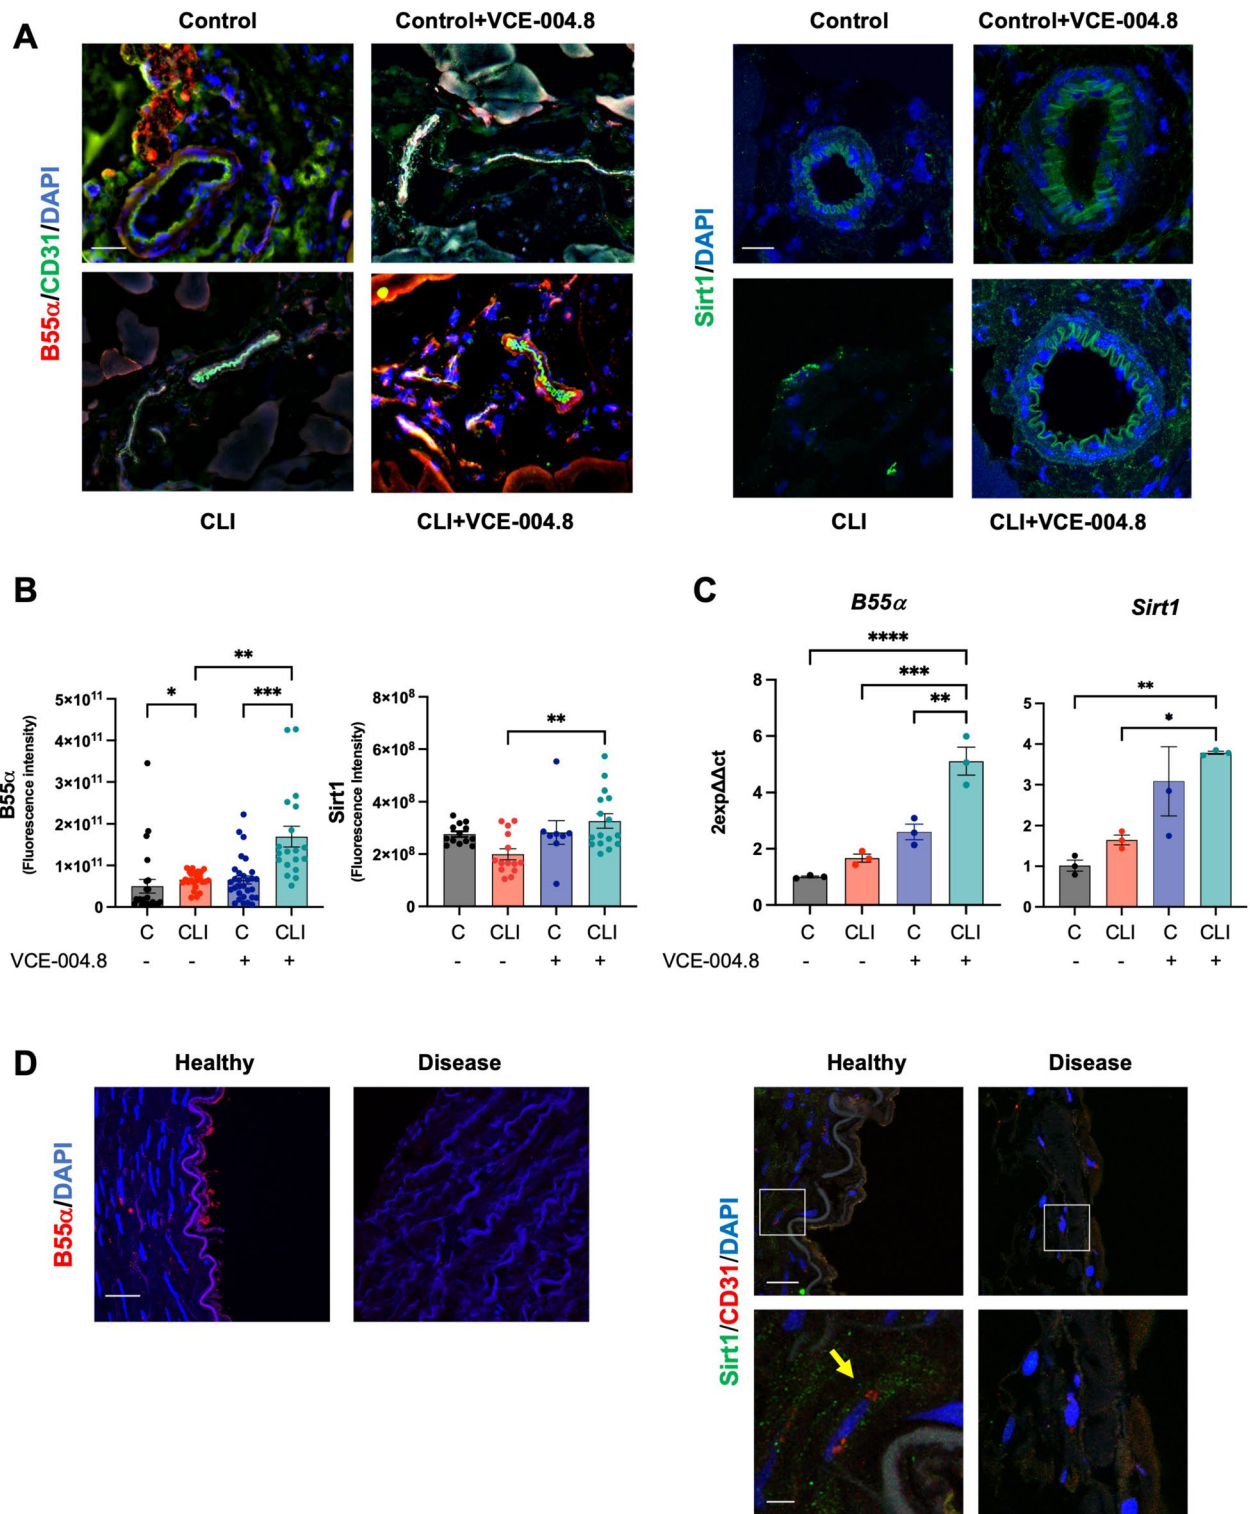 A
Control
Control+VCE-004.8
Control
Control+VCE-004.8
B55α/CD31/DAPI
Sirt1/DAPI
CLI
CLI+VCE-004.8
CLI
CLI+VCE-004.8
B
B55α
(Fluorescence intensity)
5×10¹¹
4×10¹¹
3×10¹¹
2×10¹¹
1×10¹¹
0
*
**
***
C CLI C CLI
VCE-004.8 - - + +
Sirt1
(Fluorescence Intensity)
8×10⁸
6×10⁸
4×10⁸
2×10⁸
0
**
C CLI C CLI
- - + +
C
B55α
2expΔΔct
8
6
4
2
0
****
***
**
C CLI C CLI
VCE-004.8 - - + +
Sirt1
5
4
3
2
1
0
**
*
C CLI C CLI
- - + +
D
Healthy
Disease
B55α/DAPI
Healthy
Disease
Sirt1/CD31/DAPI